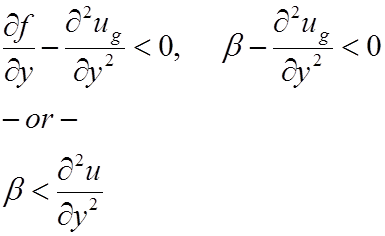 ∂f/∂y − ∂²u_g/∂y² < 0, β − ∂²u_g/∂y² < 0
– or –
β < ∂²u/∂y²